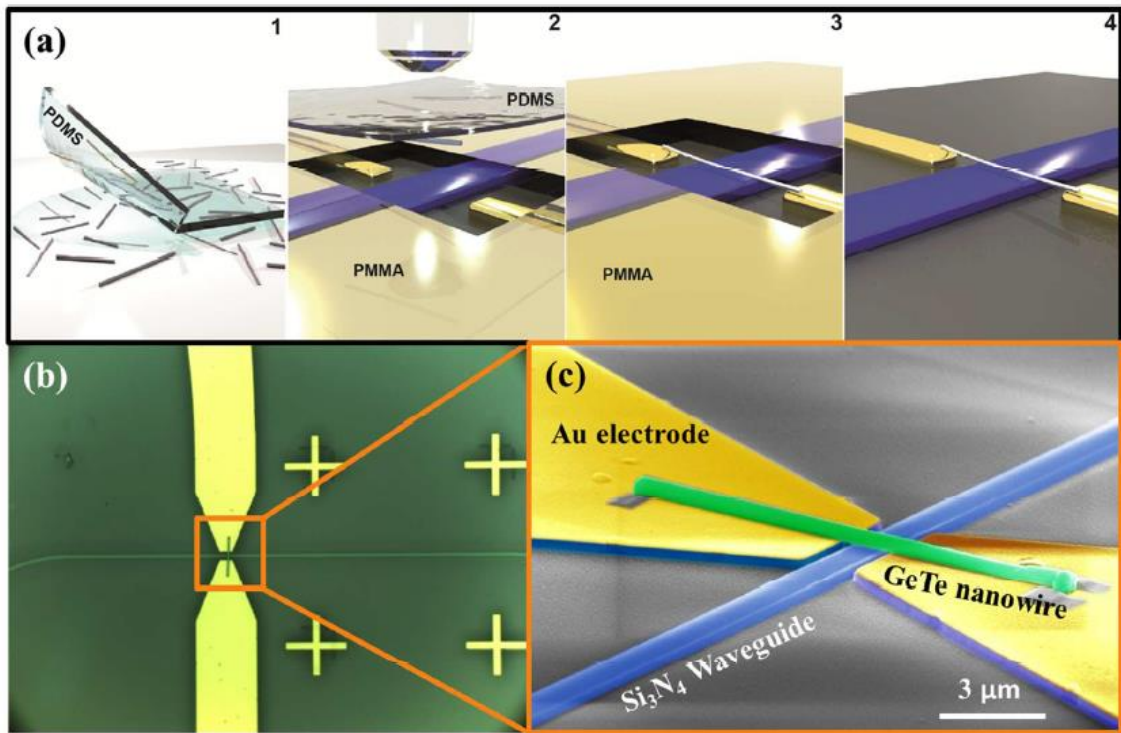 (a)
1
2
3
4
PDMS
PDMS
PMMA
PMMA
(b)
(c)
Au electrode
GeTe nanowire
Si₃N₄ Waveguide
3 μm